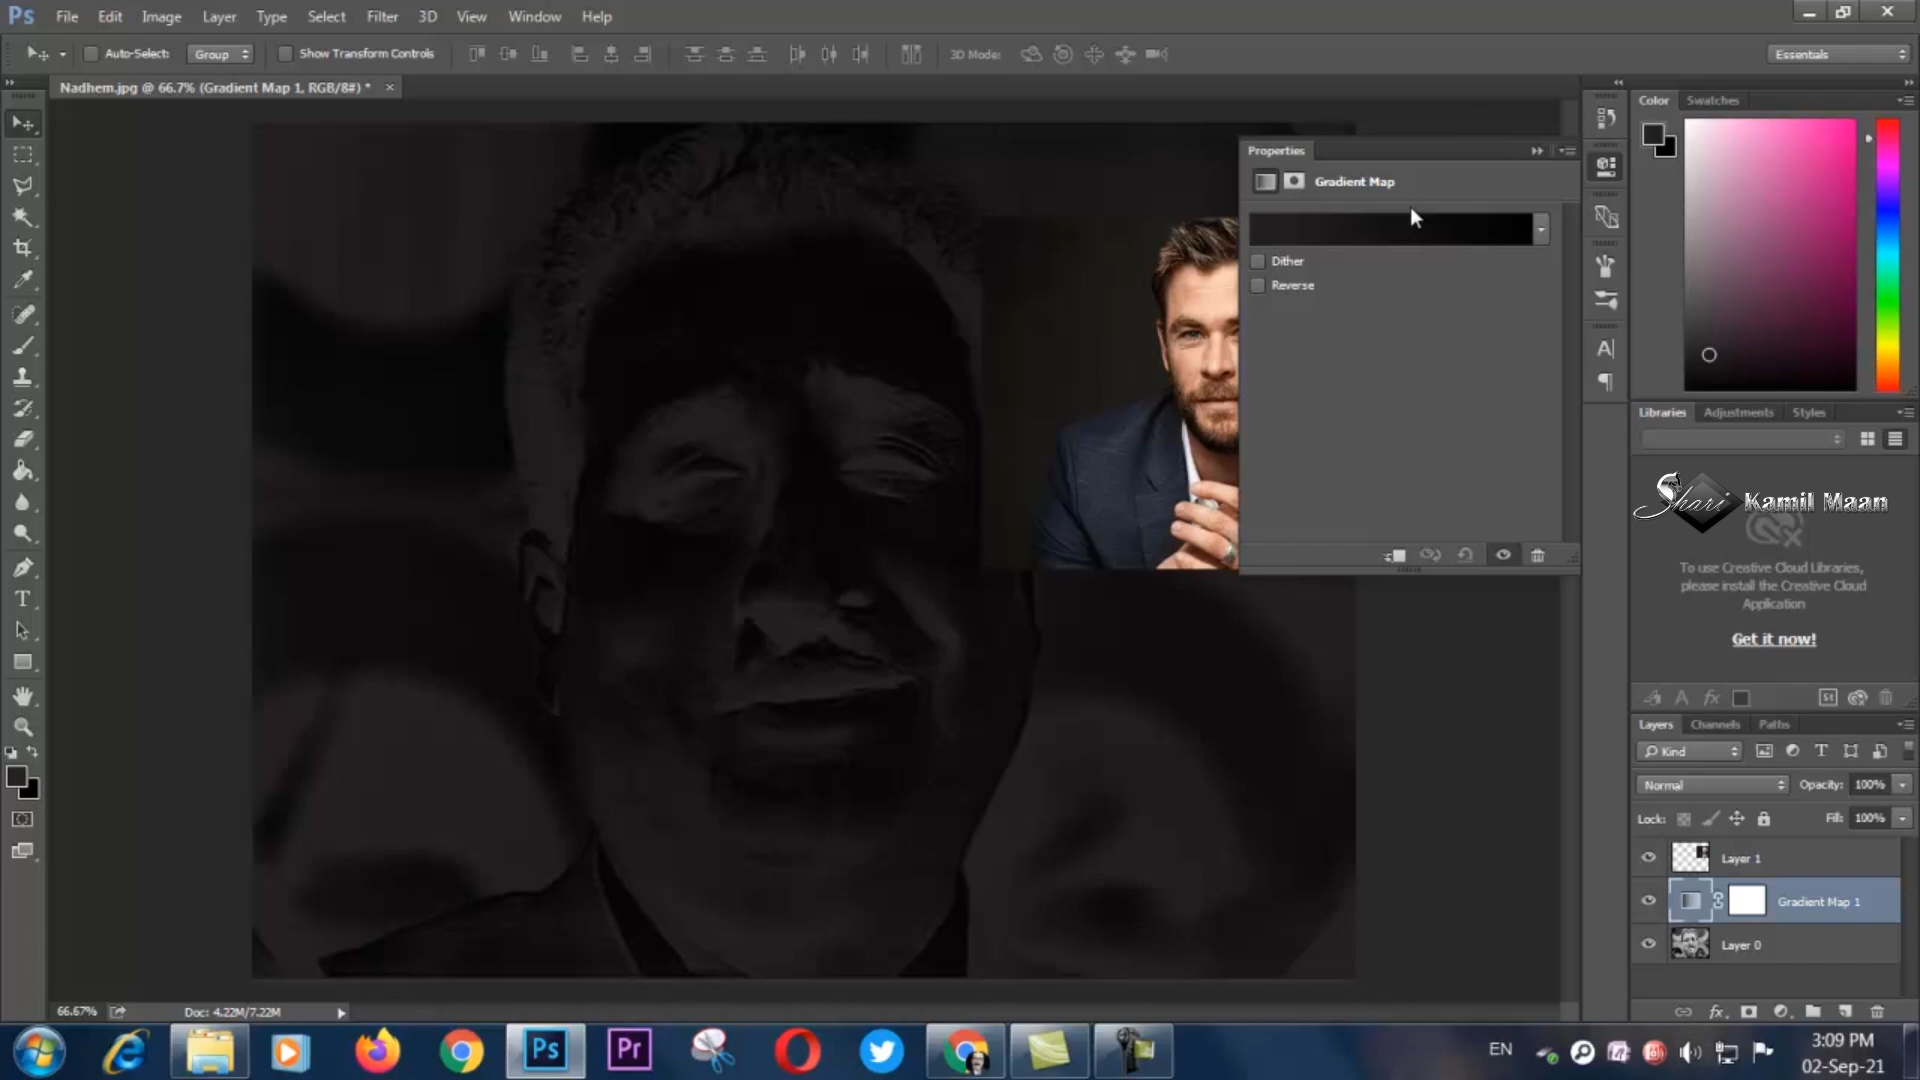 Ps File Edit Image Layer Type Select Filter 3D View Window Help
Auto-Select: Group Show Transform Controls 3D Mode: Essentials
Nadhem.jpg @ 66.7% (Gradient Map 1, RGB/8#) * ×
Color Swatches
Properties
Gradient Map
Dither
Reverse
Libraries Adjustments Styles
Shari Kamil Maan
To use Creative Cloud Libraries,
please install the Creative Cloud
Application
Get it now!
St
Layers Channels Paths
Kind
Normal Opacity: 100%
Lock: Fill: 100%
Layer 1
Gradient Map 1
Layer 0
66.67% Doc: 4.22M/7.22M
Ps Pr EN 3:09 PM
02-Sep-21